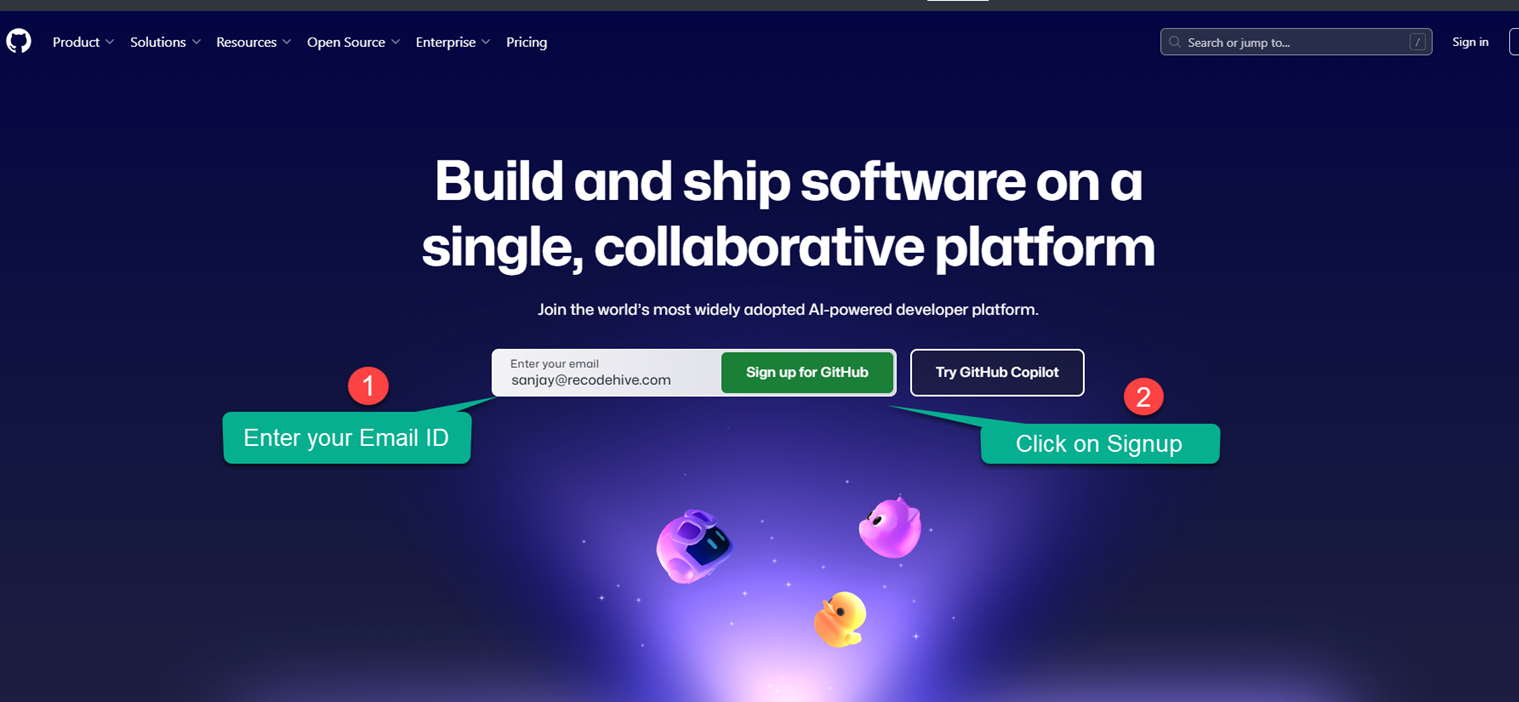 Product Solutions Resources Open Source Enterprise Pricing Search or jump to... / Sign in
Build and ship software on a
single, collaborative platform
Join the world's most widely adopted AI-powered developer platform.
Enter your email
sanjay@recodehive.com
Sign up for GitHub
Try GitHub Copilot
1
Enter your Email ID
2
Click on Signup